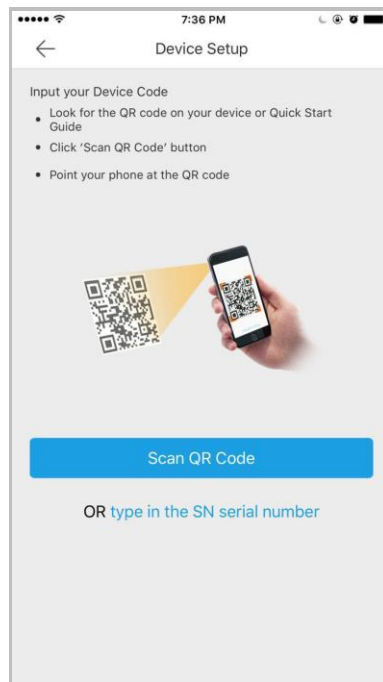 7:36 PM
Device Setup
Input your Device Code
• Look for the QR code on your device or Quick Start
Guide
• Click ‘Scan QR Code’ button
• Point your phone at the QR code
Scan QR Code
OR type in the SN serial number